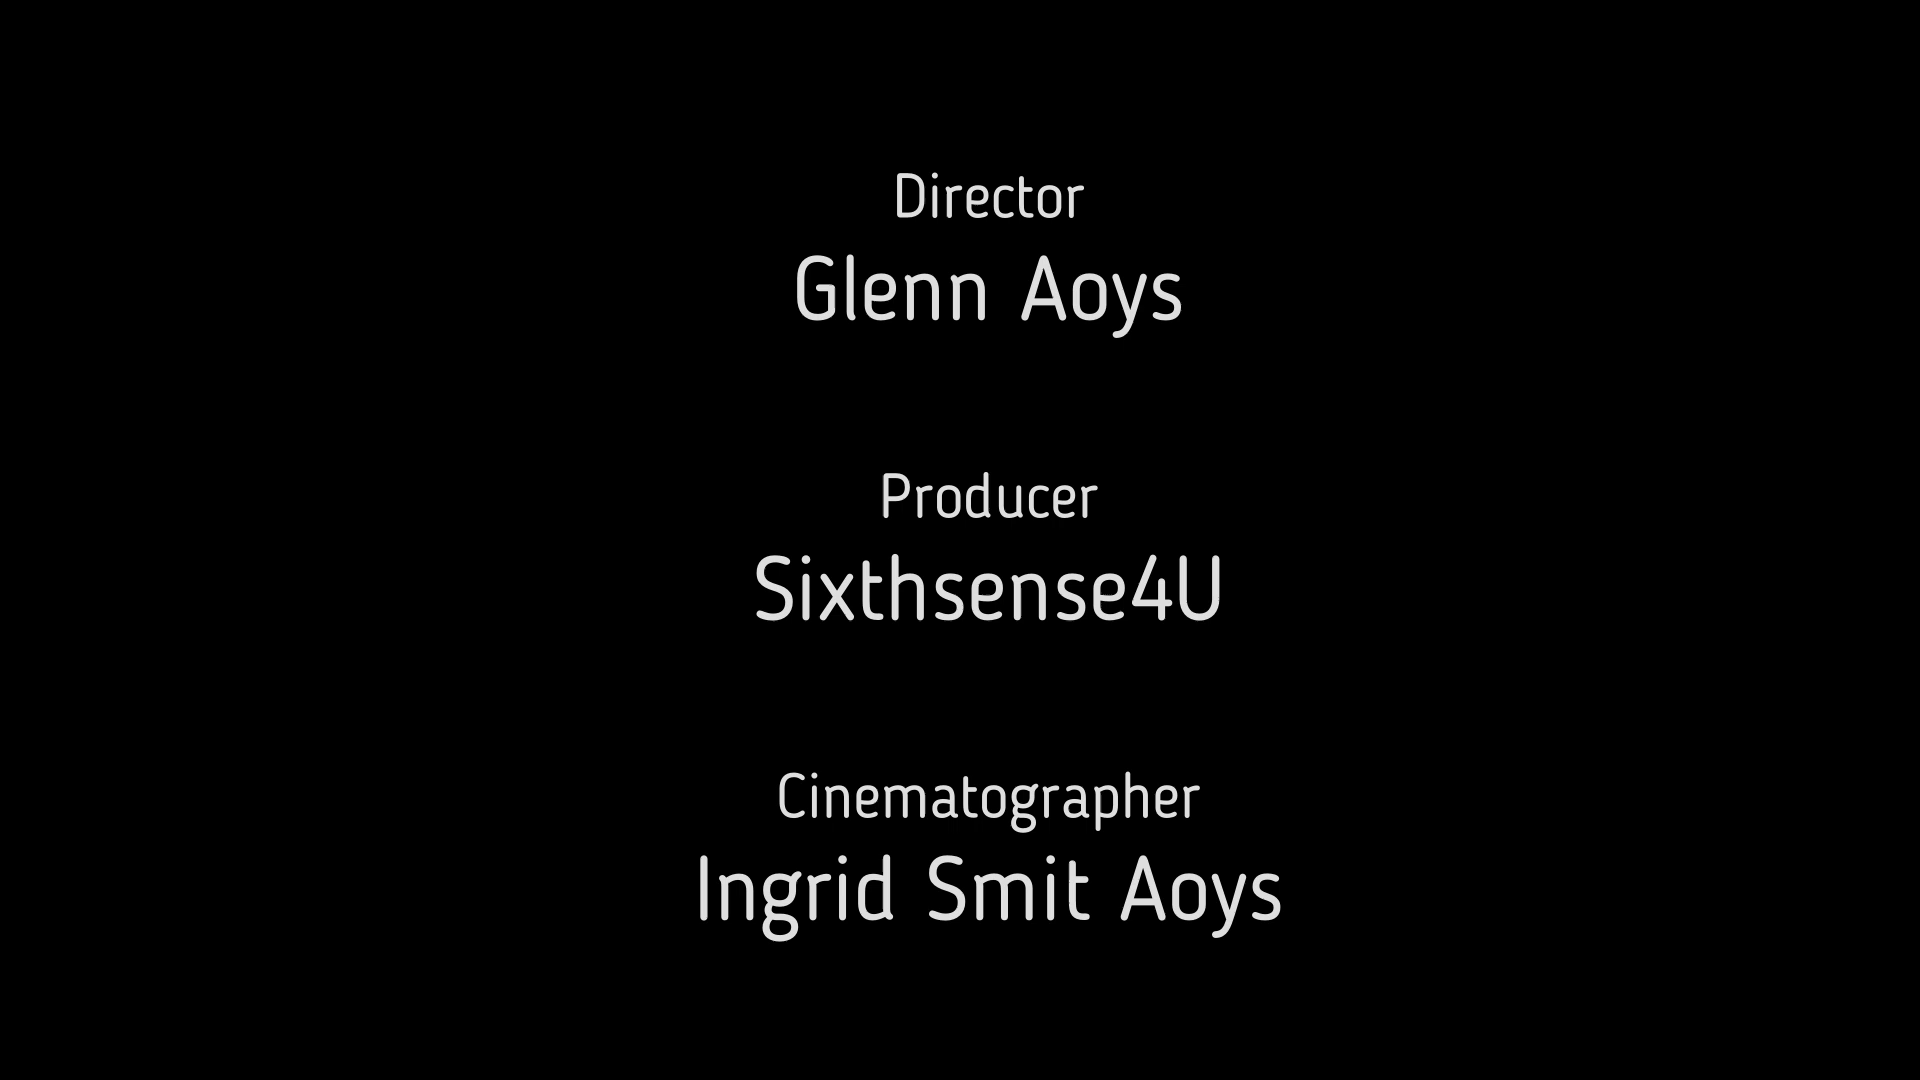 Director
Glenn Aoys
Producer
Sixthsense4U
Cinematographer
Ingrid Smit Aoys